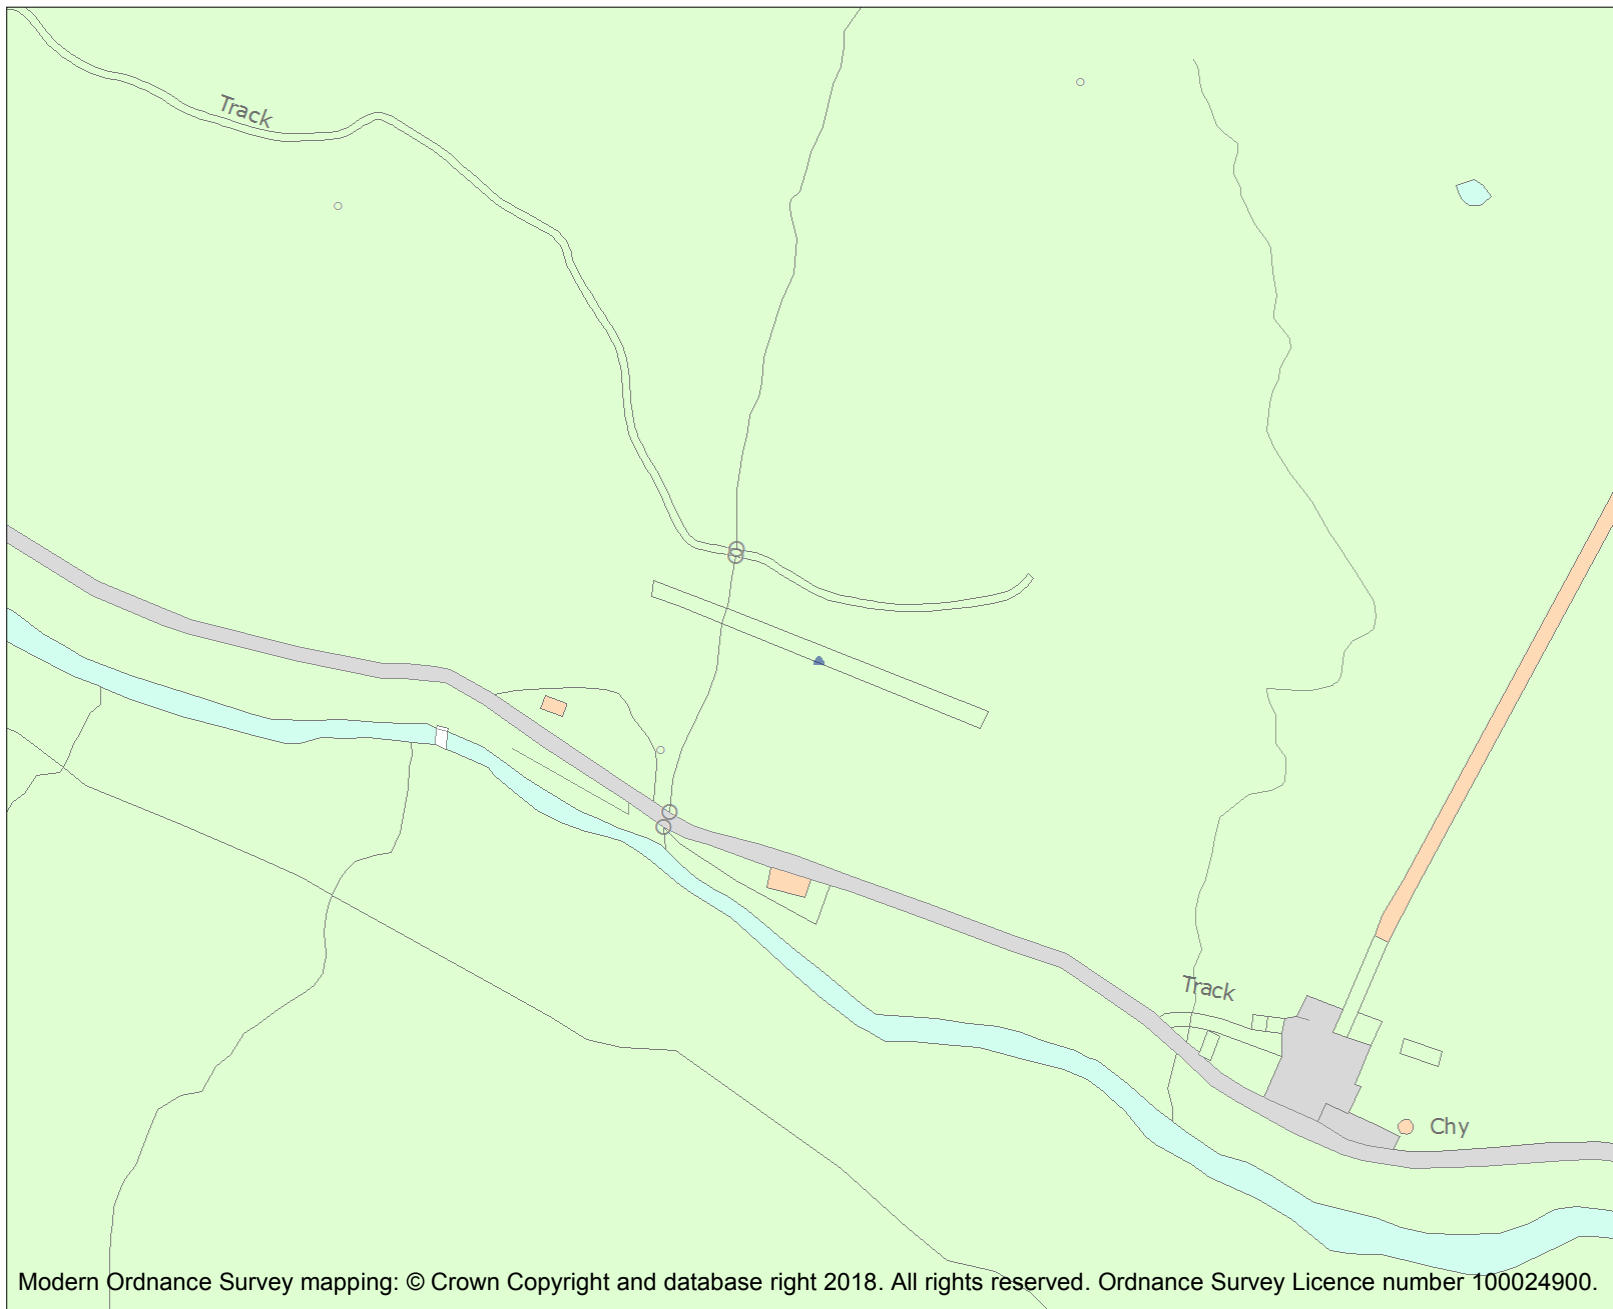 Track
Track
Chy
Modern Ordnance Survey mapping: © Crown Copyright and database right 2018. All rights reserved. Ordnance Survey Licence number 100024900.